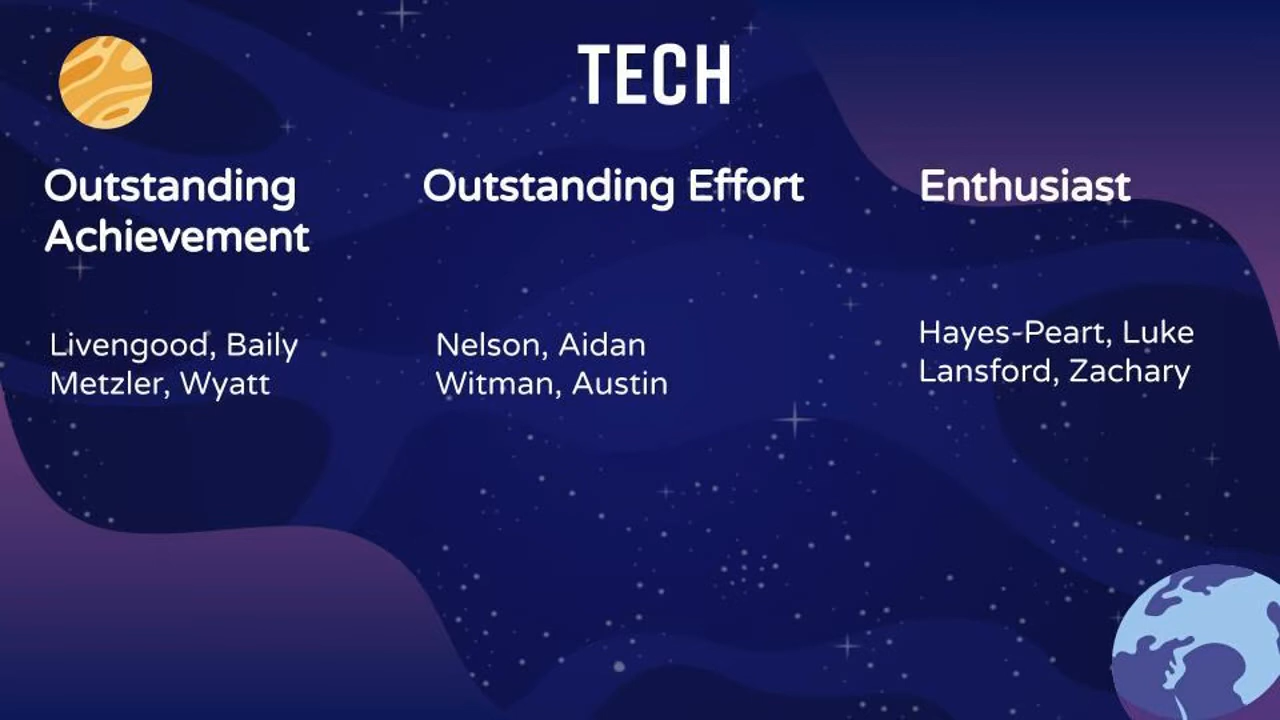 TECH
Outstanding
Achievement
Livengood, Baily
Metzler, Wyatt
Outstanding Effort
Nelson, Aidan
Witman, Austin
Enthusiast
Hayes-Peart, Luke
Lansford, Zachary